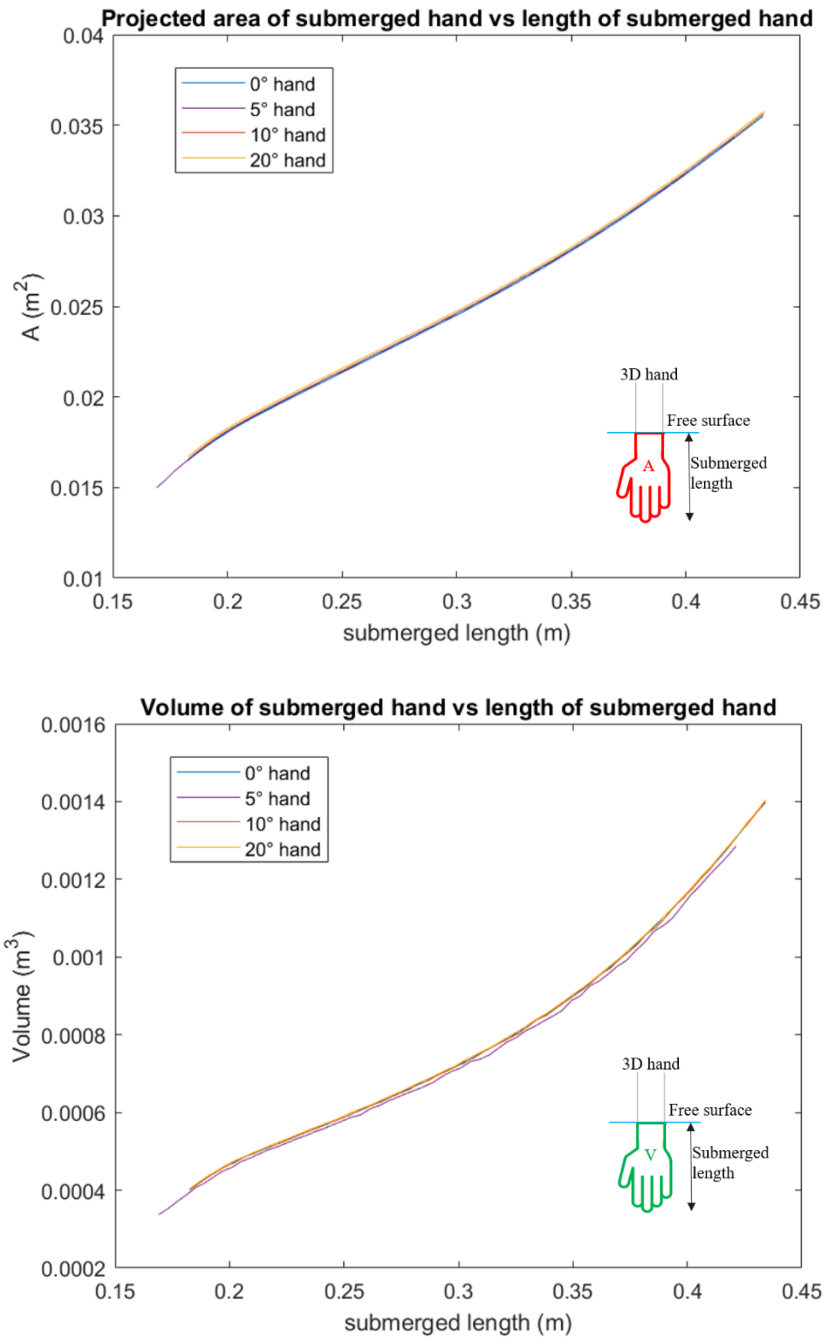 Projected area of submerged hand vs length of submerged hand
0.04
0.035
0.03
0.025
0.02
0.015
0.01
A (m²)
0° hand
5° hand
10° hand
20° hand
3D hand
Free surface
A
Submerged
length
0.15
0.2
0.25
0.3
0.35
0.4
0.45
submerged length (m)
Volume of submerged hand vs length of submerged hand
0.0016
0.0014
0.0012
0.001
0.0008
0.0006
0.0004
0.0002
Volume (m³)
0° hand
5° hand
10° hand
20° hand
3D hand
Free surface
V
Submerged
length
0.15
0.2
0.25
0.3
0.35
0.4
0.45
submerged length (m)